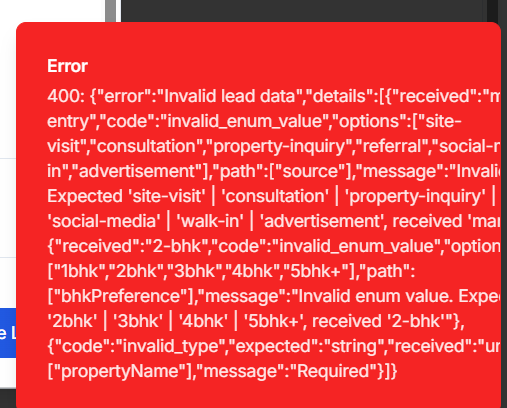 Error
400: {"error":"Invalid lead data","details":[{"received":"m
entry","code":"invalid_enum_value","options":["site-
visit","consultation","property-inquiry","referral","social-m
in","advertisement"],"path":["source"],"message":"Invalid
Expected 'site-visit' | 'consultation' | 'property-inquiry' |
'social-media' | 'walk-in' | 'advertisement', received 'man
{"received":"2-bhk","code":"invalid_enum_value","option
["1bhk","2bhk","3bhk","4bhk","5bhk+"],"path":
["bhkPreference"],"message":"Invalid enum value. Expe
'2bhk' | '3bhk' | '4bhk' | '5bhk+', received '2-bhk'"},
e L
{"code":"invalid_type","expected":"string","received":"un
["propertyName"],"message":"Required"}]}